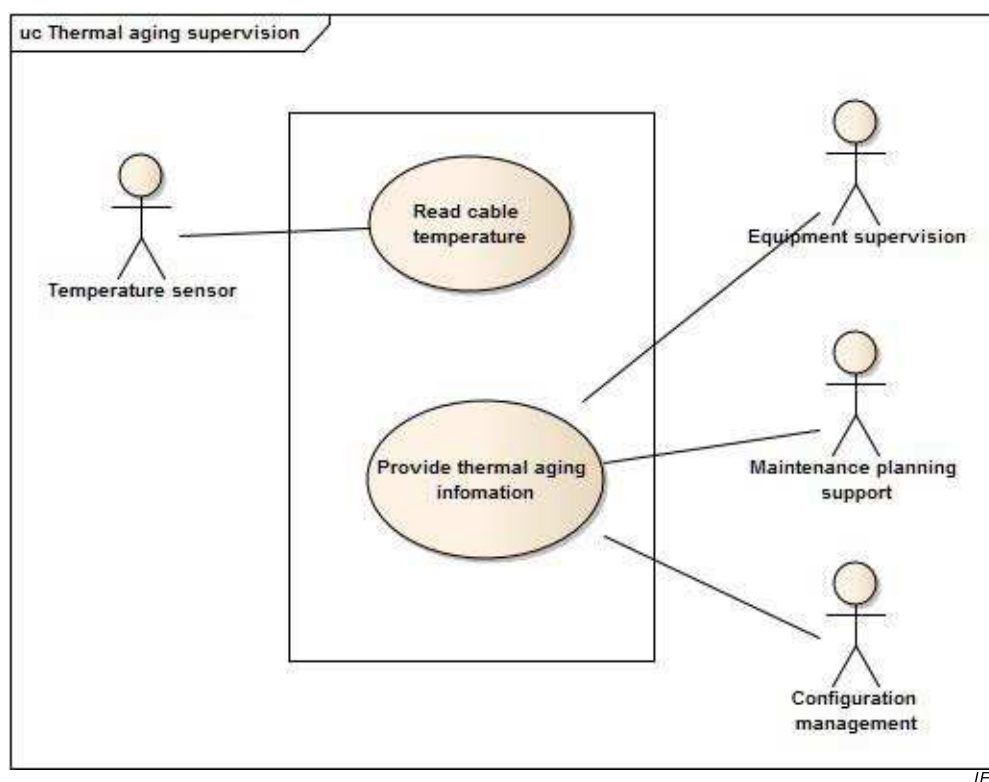 uc Thermal aging supervision
Read cable
temperature
Temperature sensor
Equipment supervision
Provide thermal aging
infomation
Maintenance planning
support
Configuration
management